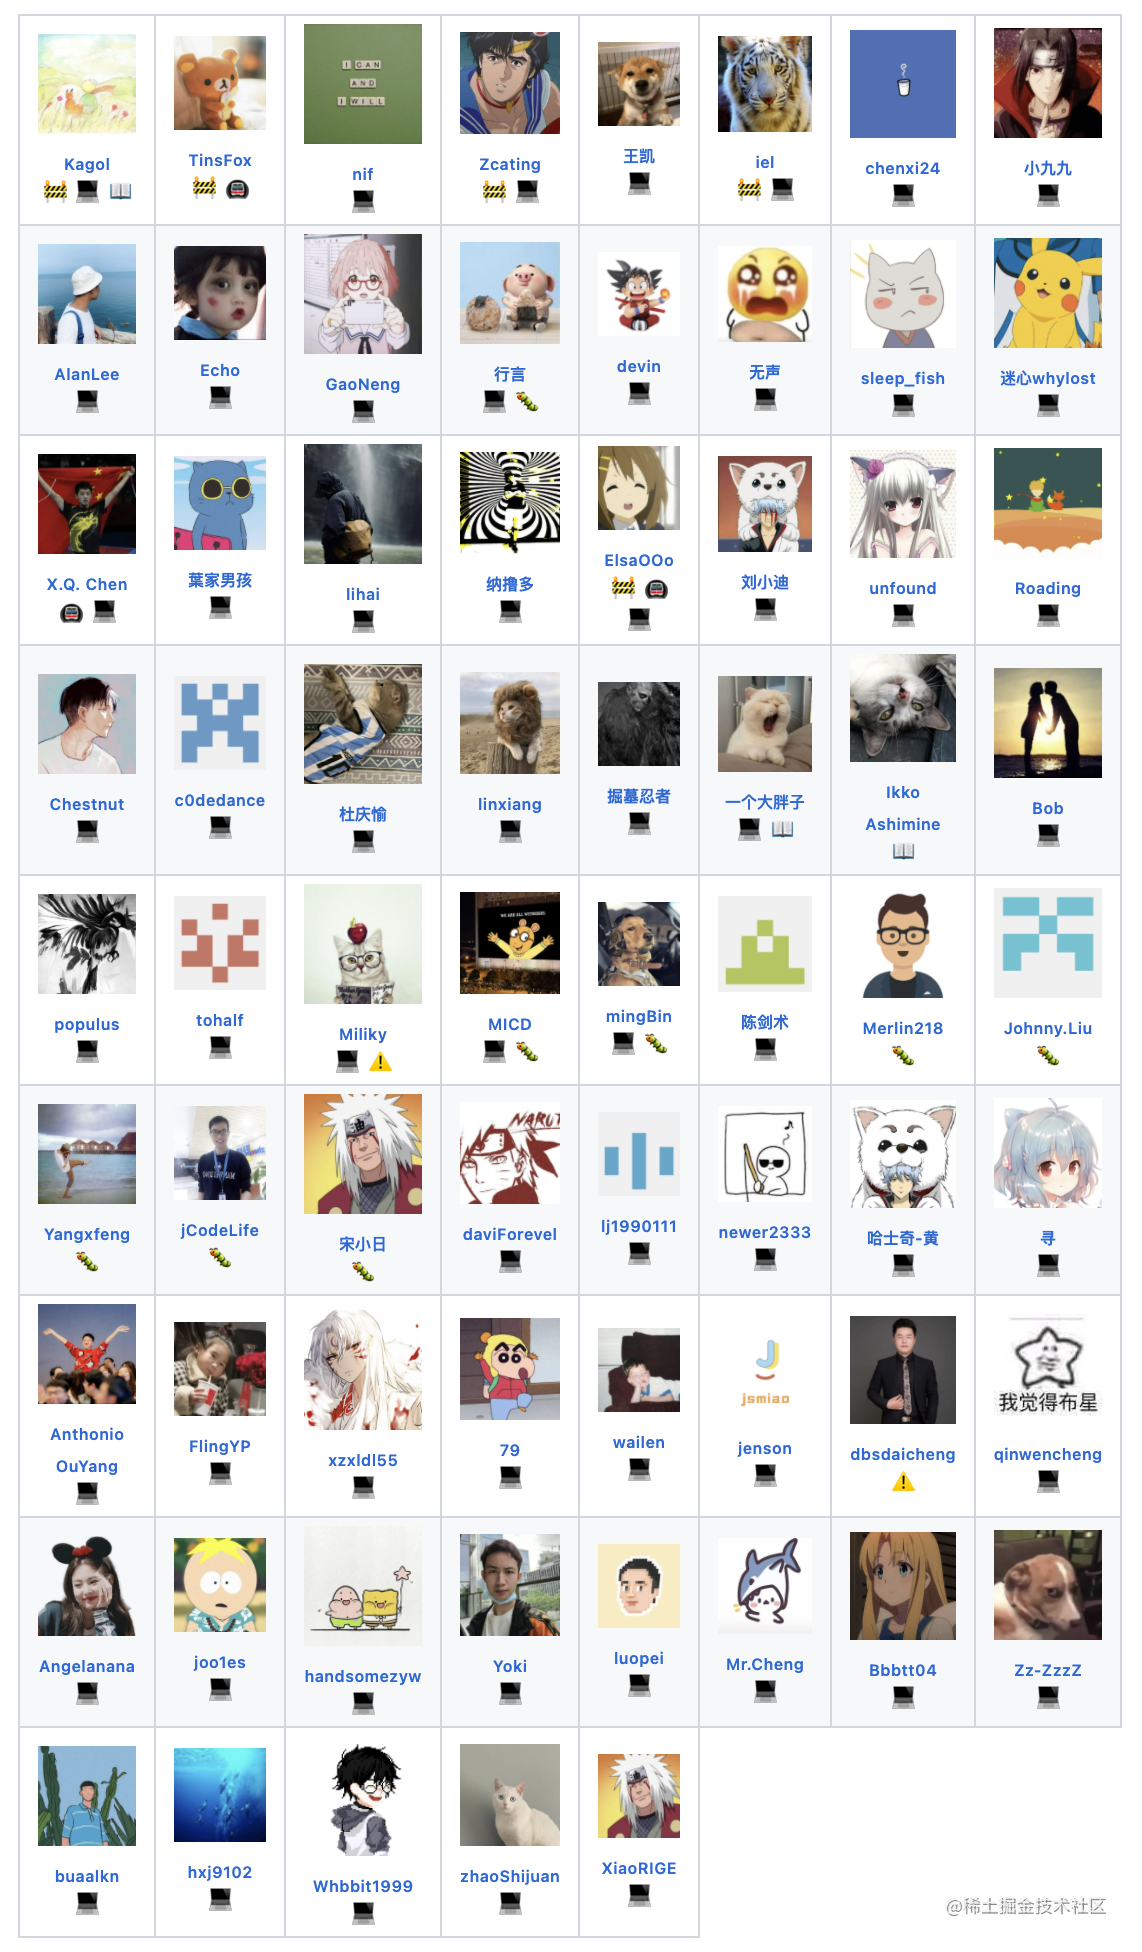 I CAN
AND
I WILL
Kagol
TinsFox
nif
Zcating
王凯
iel
chenxi24
小九九
AlanLee
Echo
GaoNeng
行言
devin
无声
sleep_fish
迷心whylost
X.Q. Chen
葉家男孩
lihai
纳撸多
ElsaOOo
刘小迪
unfound
Roading
Chestnut
c0dedance
杜庆愉
linxiang
掘墓忍者
一个大胖子
Ikko
Ashimine
Bob
WE ARE ALL WITNESSES.
populus
tohalf
Miliky
MICD
mingBin
陈剑术
Merlin218
Johnny.Liu
油
NARUT
Yangxfeng
jCodeLife
宋小日
daviForevel
lj1990111
newer2333
哈士奇-黄
寻
jsmiao
我觉得布星
Anthonio
OuYang
FlingYP
xzxldl55
79
wailen
jenson
dbsdaicheng
qinwencheng
Angelanana
joo1es
handsomezyw
Yoki
luopei
Mr.Cheng
Bbbtt04
Zz-ZzzZ
buaalkn
hxj9102
Whbbit1999
zhaoShijuan
XiaoRIGE
@稀土掘金技术社区